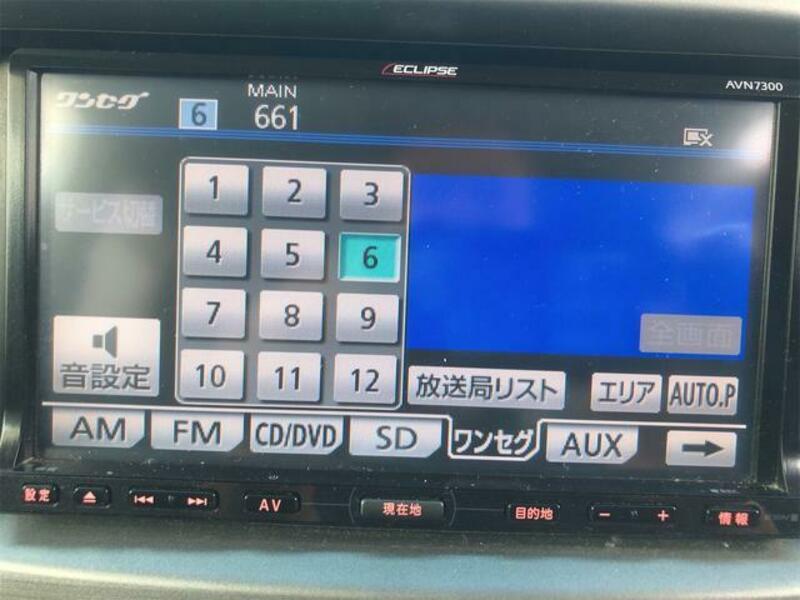 ECLIPSE
AVN7300
ワンセグ
6
MAIN
661
サービス切替
1 2 3
4 5 6
7 8 9
10 11 12
音設定
全画面
放送局リスト
エリア
AUTO.P
AM
FM
CD/DVD
SD
ワンセグ
AUX
設定
AV
現在地
目的地
− +
情報